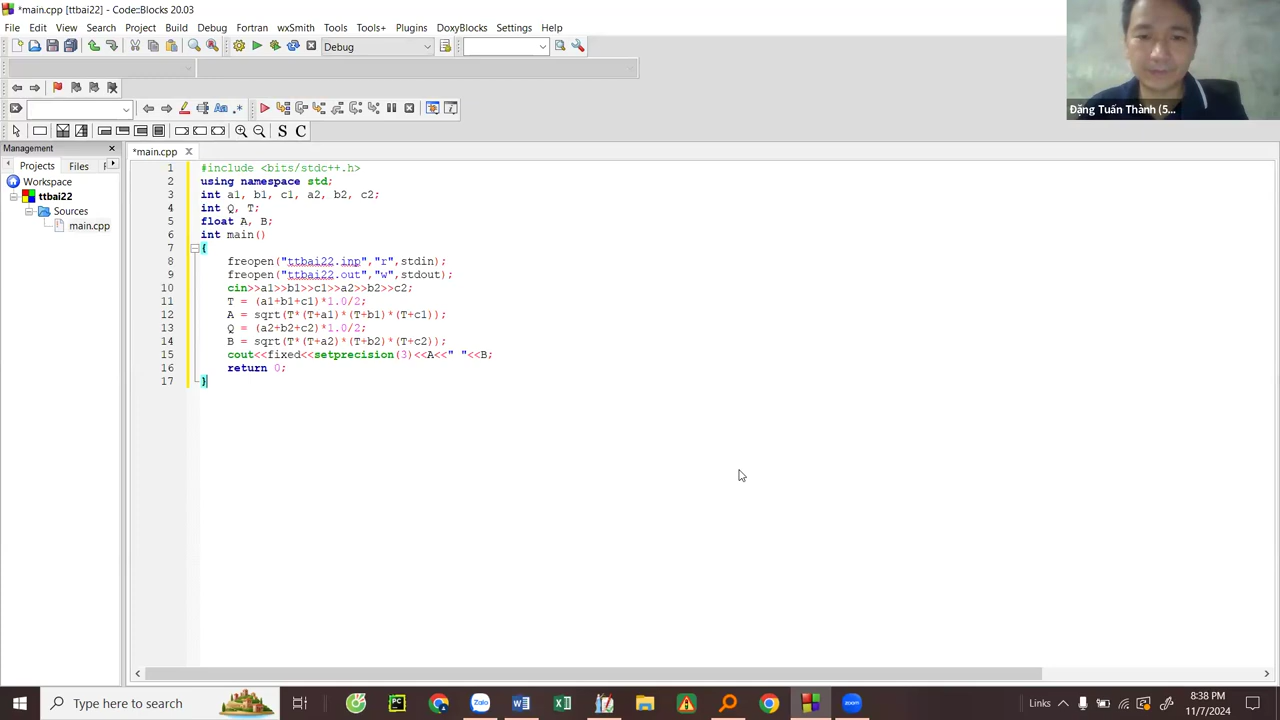 *main.cpp [ttbai22] - Code::Blocks 20.03
File Edit View Search Project Build Debug Fortran wxSmith Tools Tools+ Plugins DoxyBlocks Settings Help
Debug
Aa .*
S C
Đặng Tuấn Thành (5...
Management
Projects Files
*main.cpp
Workspace
ttbai22
Sources
main.cpp
1 #include <bits/stdc++.h>
2 using namespace std;
3 int a1, b1, c1, a2, b2, c2;
4 int Q, T;
5 float A, B;
6 int main()
7 {
8 freopen("ttbai22.inp","r",stdin);
9 freopen("ttbai22.out","w",stdout);
10 cin>>a1>>b1>>c1>>a2>>b2>>c2;
11 T = (a1+b1+c1)*1.0/2;
12 A = sqrt(T*(T+a1)*(T+b1)*(T+c1));
13 Q = (a2+b2+c2)*1.0/2;
14 B = sqrt(T*(T+a2)*(T+b2)*(T+c2));
15 cout<<fixed<<setprecision(3)<<A<<" "<<B;
16 return 0;
17 }
Type here to search
PC
Zalo
zoom
Links
8:38 PM
11/7/2024